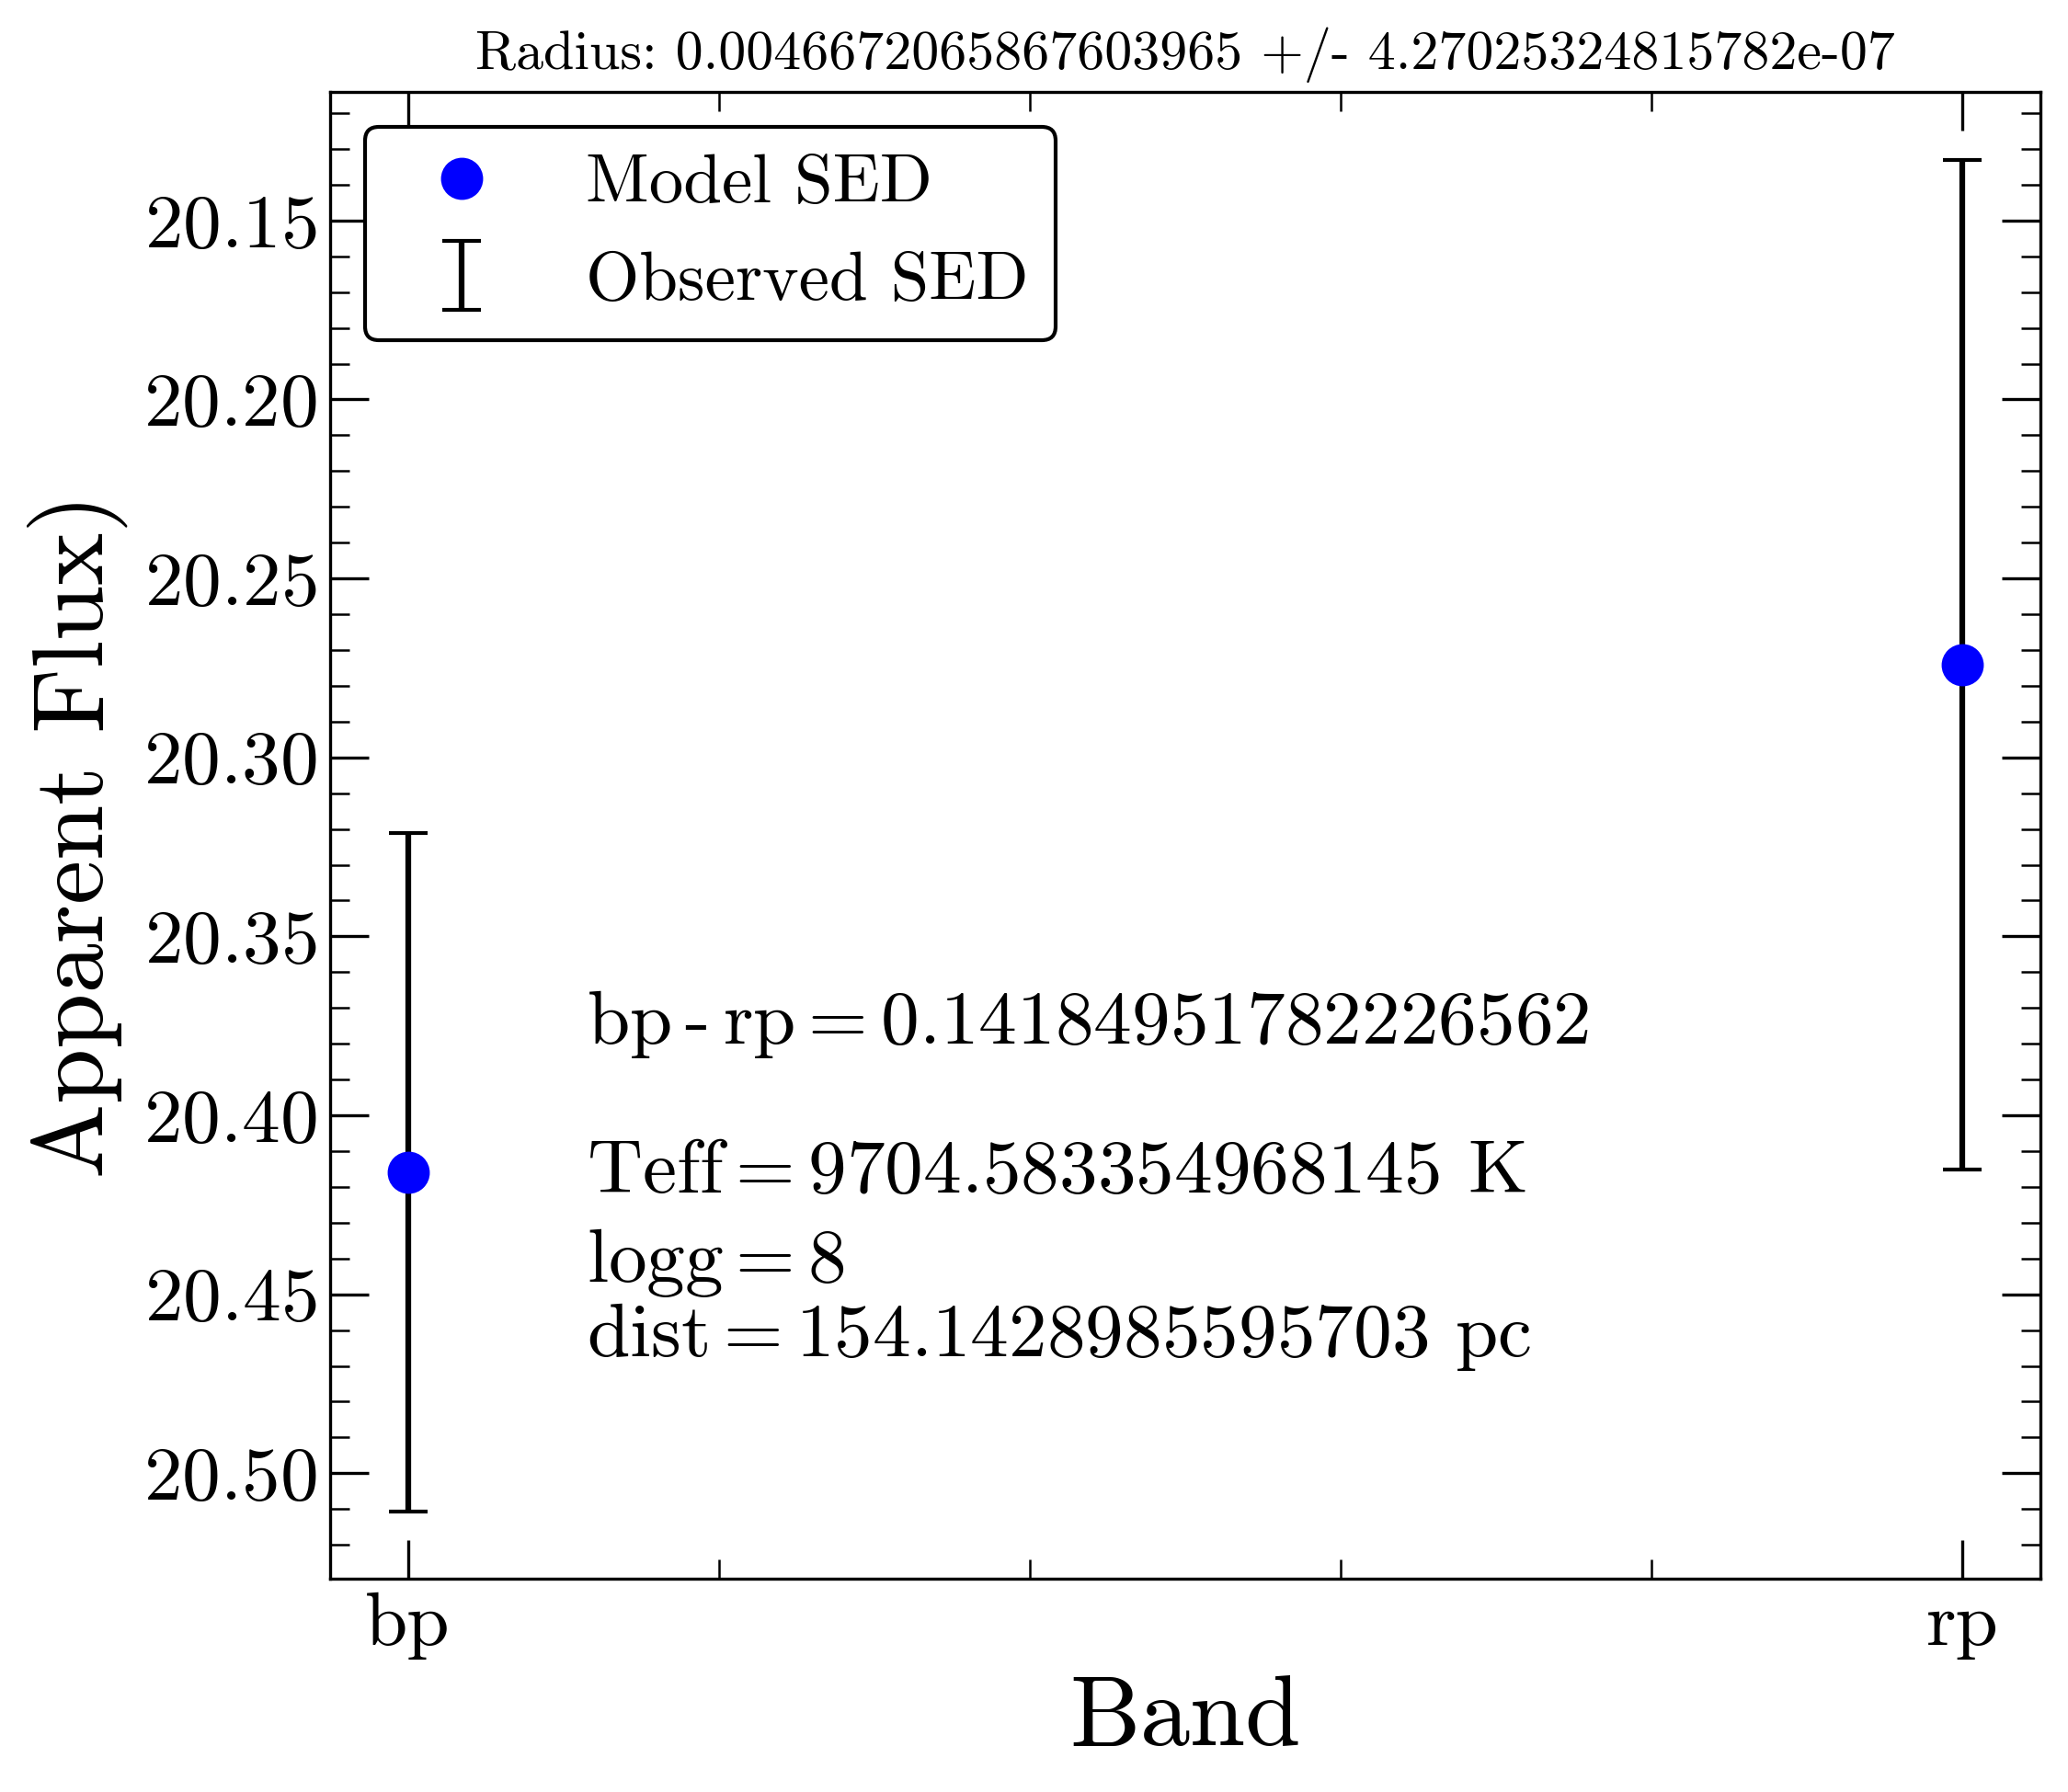 Radius: 0.004667206586760​3965 +/- 4.27025324815782e-07
Model SED
Observed SED
20.15
20.20
20.25
20.30
20.35
20.40
20.45
20.50
Apparent Flux)
bp - rp = 0.14184951782226562
Teff = 9704.583354968145 K
logg = 8
dist = 154.1428985595703 pc
bp
rp
Band